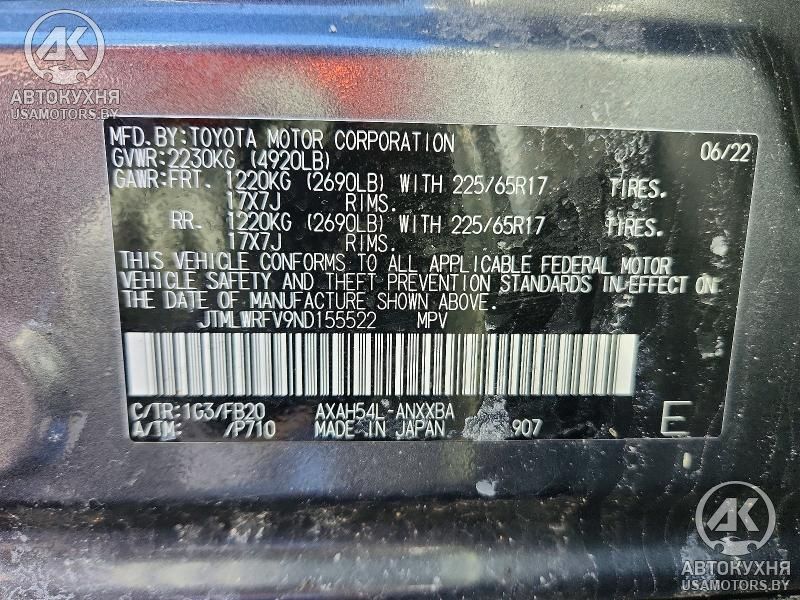 АК
АВТОКУХНЯ
USAMOTORS.BY
MFD.BY:TOYOTA MOTOR CORPORATION 06/22
GVWR:2230KG (4920LB)
GAWR:FRT. 1220KG (2690LB) WITH 225/65R17 TIRES.
17X7J RIMS.
RR. 1220KG (2690LB) WITH 225/65R17 TIRES.
17X7J RIMS.
THIS VEHICLE CONFORMS TO ALL APPLICABLE FEDERAL MOTOR
VEHICLE SAFETY AND THEFT PREVENTION STANDARDS IN EFFECT ON
THE DATE OF MANUFACTURE SHOWN ABOVE.
JTMLWRFV9ND155522 MPV
C/TR:1G3/FB20 AXAH54L-ANXXBA
A/TM: /P710 MADE IN JAPAN 907 E
АК
АВТОКУХНЯ
USAMOTORS.BY